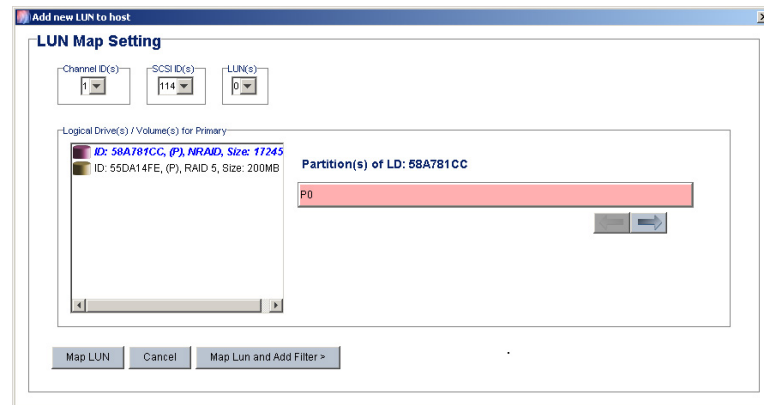 Add new LUN to host
LUN Map Setting
Channel ID(s) SCSI ID(s) LUN(s)
1 114 0
Logical Drive(s) / Volume(s) for Primary
ID: 58A781CC, (P), NRAID, Size: 17245
ID: 55DA14FE, (P), RAID 5, Size: 200MB
Partition(s) of LD: 58A781CC
P0
Map LUN Cancel Map Lun and Add Filter >